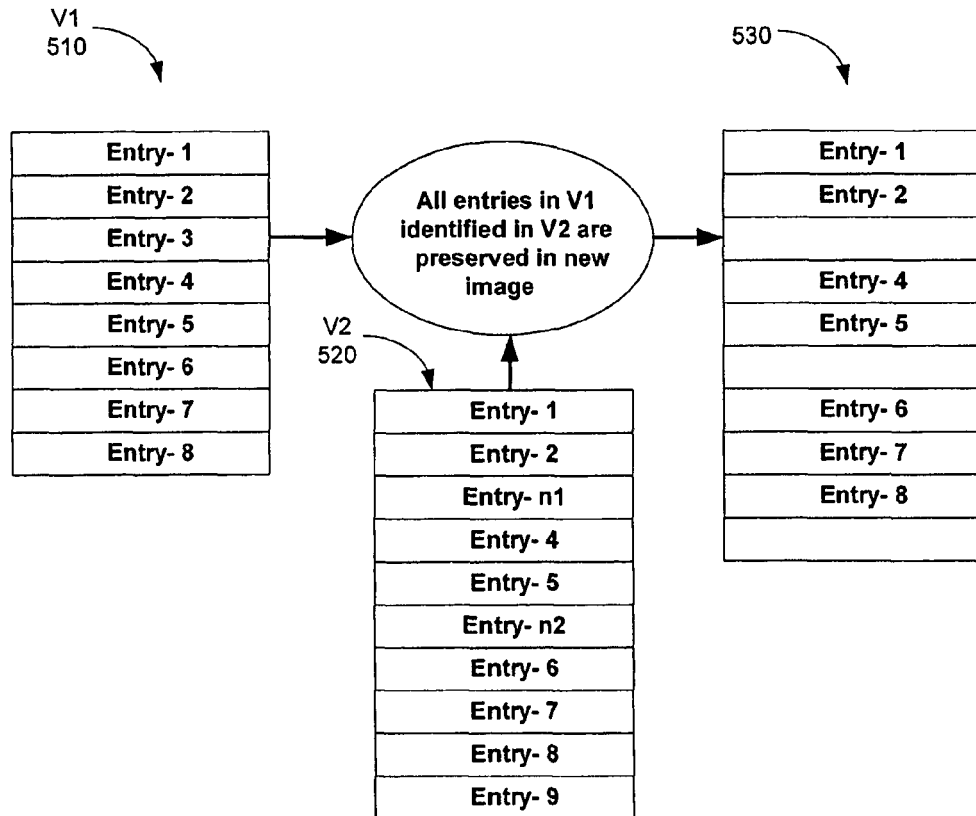 V1
510
530
Entry- 1
Entry- 2
Entry- 3
Entry- 4
Entry- 5
Entry- 6
Entry- 7
Entry- 8
All entries in V1
identified in V2 are
preserved in new
image
V2
520
Entry- 1
Entry- 2
Entry- n1
Entry- 4
Entry- 5
Entry- n2
Entry- 6
Entry- 7
Entry- 8
Entry- 9
Entry- 1
Entry- 2
Entry- 4
Entry- 5
Entry- 6
Entry- 7
Entry- 8